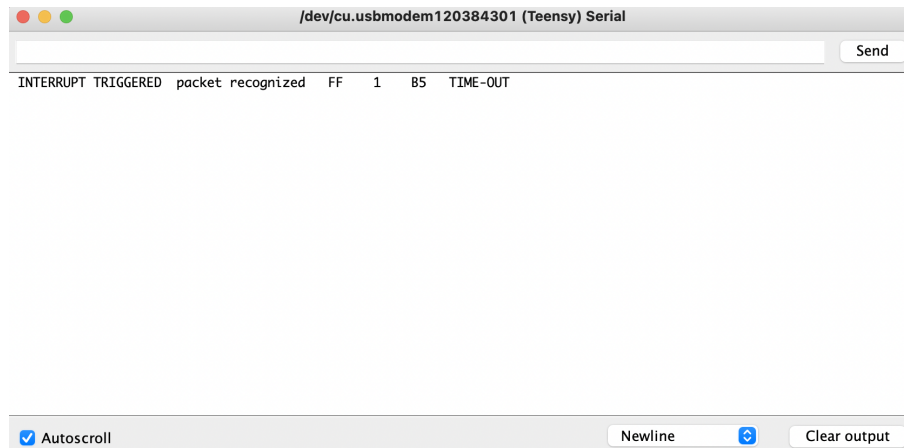 /dev/cu.usbmodem120384301 (Teensy) Serial
Send
INTERRUPT TRIGGERED packet recognized FF 1 B5 TIME-OUT
Autoscroll
Newline
Clear output